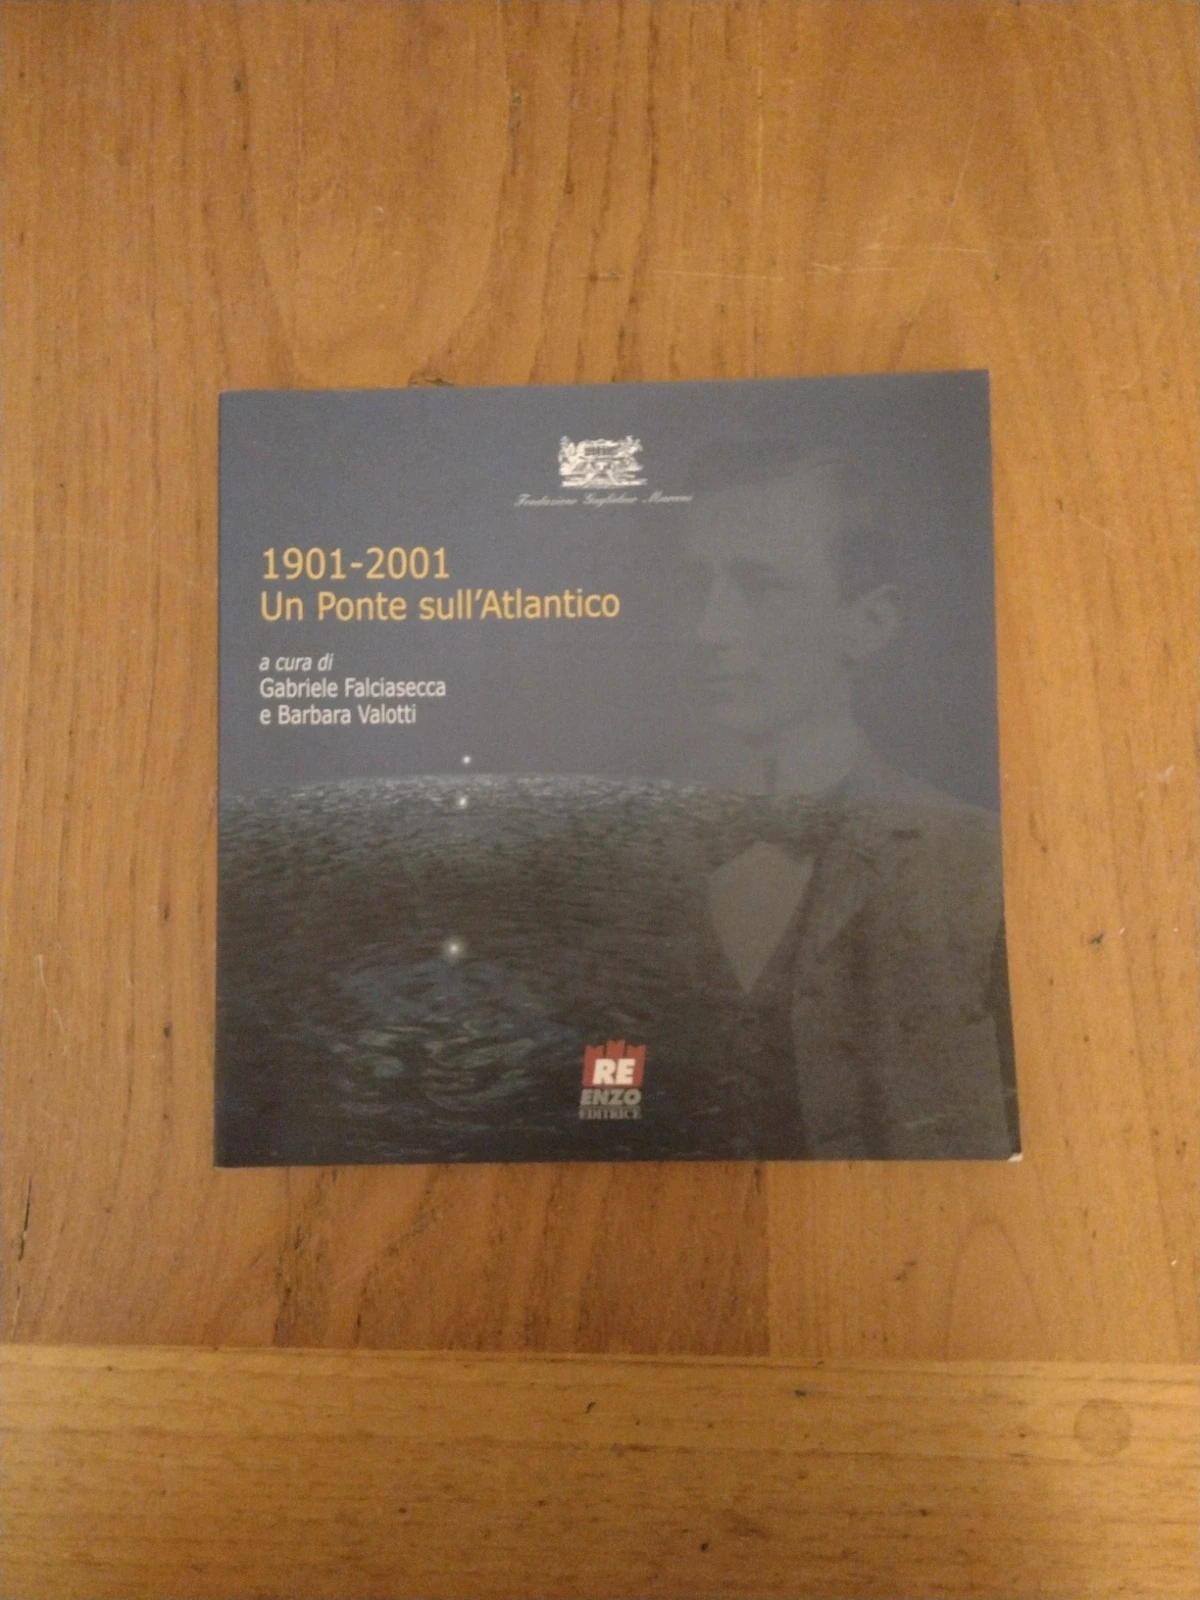 Fondazione Guglielmo Marconi
1901-2001
Un Ponte sull'Atlantico
a cura di
Gabriele Falciasecca
e Barbara Valotti
RE
ENZO
EDITRICE